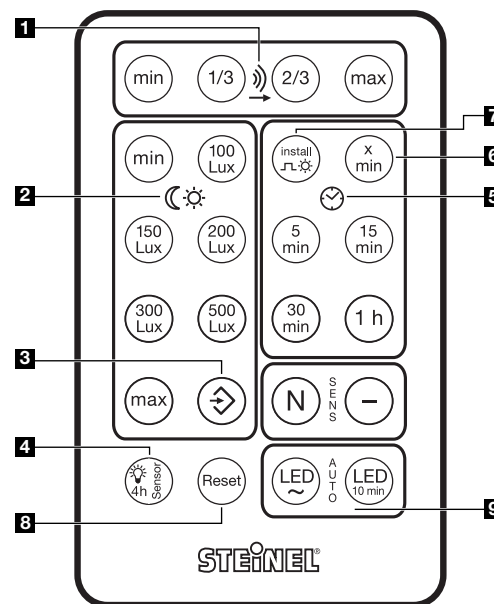 1
min 1/3 2/3 max
7
min 100 Lux install x min
6
2
5
150 Lux 200 Lux 5 min 15 min
300 Lux 500 Lux 30 min 1 h
3
max N SENS –
4
4h Sensor Reset LED ~ AUTO LED 10 min
8
9
STEINEL®